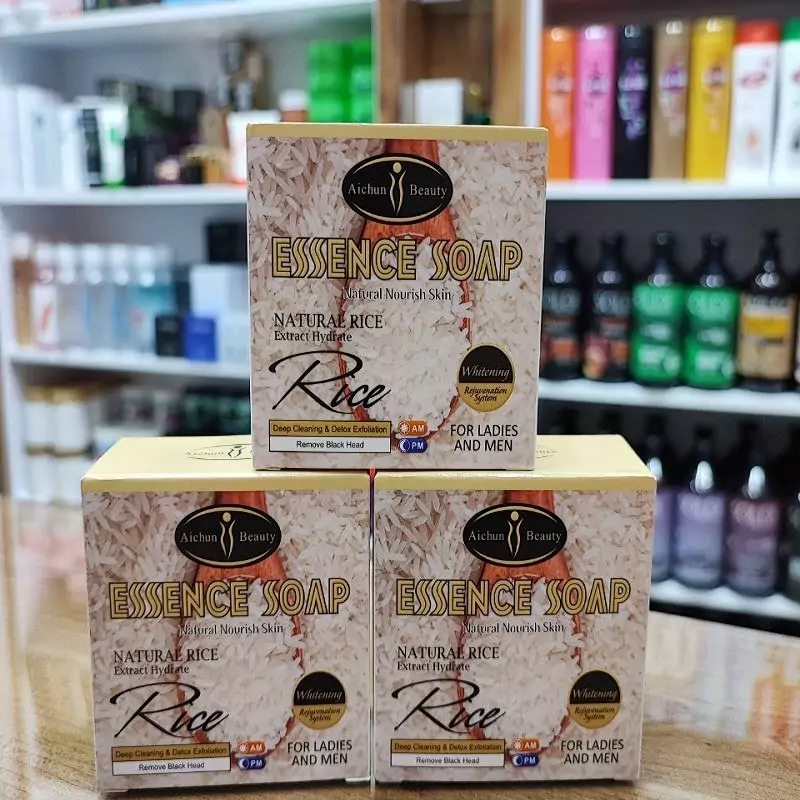 Aichun Beauty
ESSENCE SOAP
Natural Nourish Skin
NATURAL RICE
Extract Hydrate
Rice
Whitening
Rejuvenation
System
Deep Cleaning & Detox Exfoliation
Remove Black Head
AM
PM
FOR LADIES
AND MEN
Aichun Beauty
ESSENCE SOAP
Natural Nourish Skin
NATURAL RICE
Extract Hydrate
Rice
Whitening
Rejuvenation
System
Deep Cleaning & Detox Exfoliation
Remove Black Head
AM
PM
FOR LADIES
AND MEN
Aichun Beauty
ESSENCE SOAP
Natural Nourish Skin
NATURAL RICE
Extract Hydrate
Rice
Whitening
Rejuvenation
System
Deep Cleaning & Detox Exfoliation
Remove Black Head
AM
PM
FOR LADIES
AND MEN